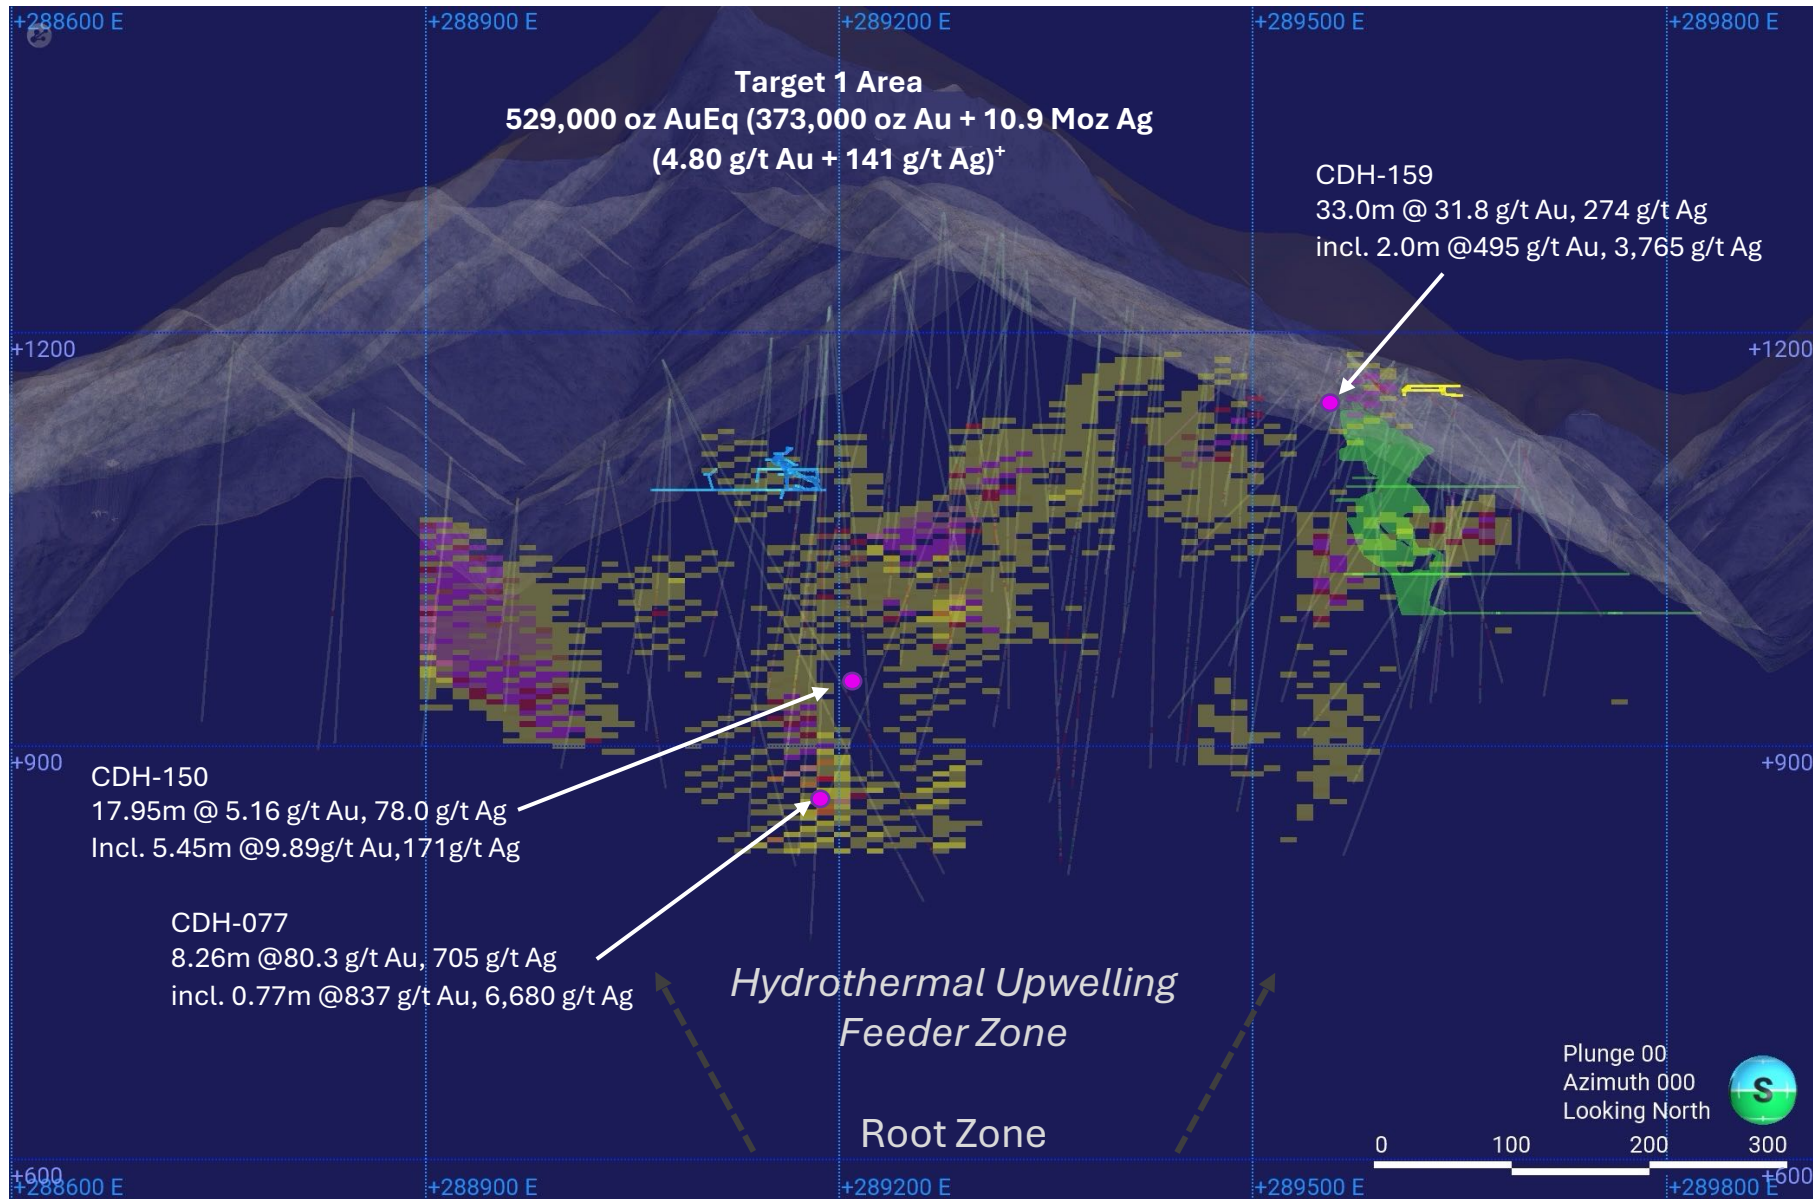 +288600 E
+288900 E
+289200 E
+289500 E
+289800 E
Target 1 Area
529,000 oz AuEq (373,000 oz Au + 10.9 Moz Ag
(4.80 g/t Au + 141 g/t Ag)+
CDH-159
33.0m @ 31.8 g/t Au, 274 g/t Ag
incl. 2.0m @495 g/t Au, 3,765 g/t Ag
+1200
+1200
+900
+900
CDH-150
17.95m @ 5.16 g/t Au, 78.0 g/t Ag
Incl. 5.45m @9.89g/t Au,171g/t Ag
CDH-077
8.26m @80.3 g/t Au, 705 g/t Ag
incl. 0.77m @837 g/t Au, 6,680 g/t Ag
Hydrothermal Upwelling
Feeder Zone
Root Zone
Plunge 00
Azimuth 000
Looking North
S
0 100 200 300
+600
+600
+288600 E
+288900 E
+289200 E
+289500 E
+289800 E